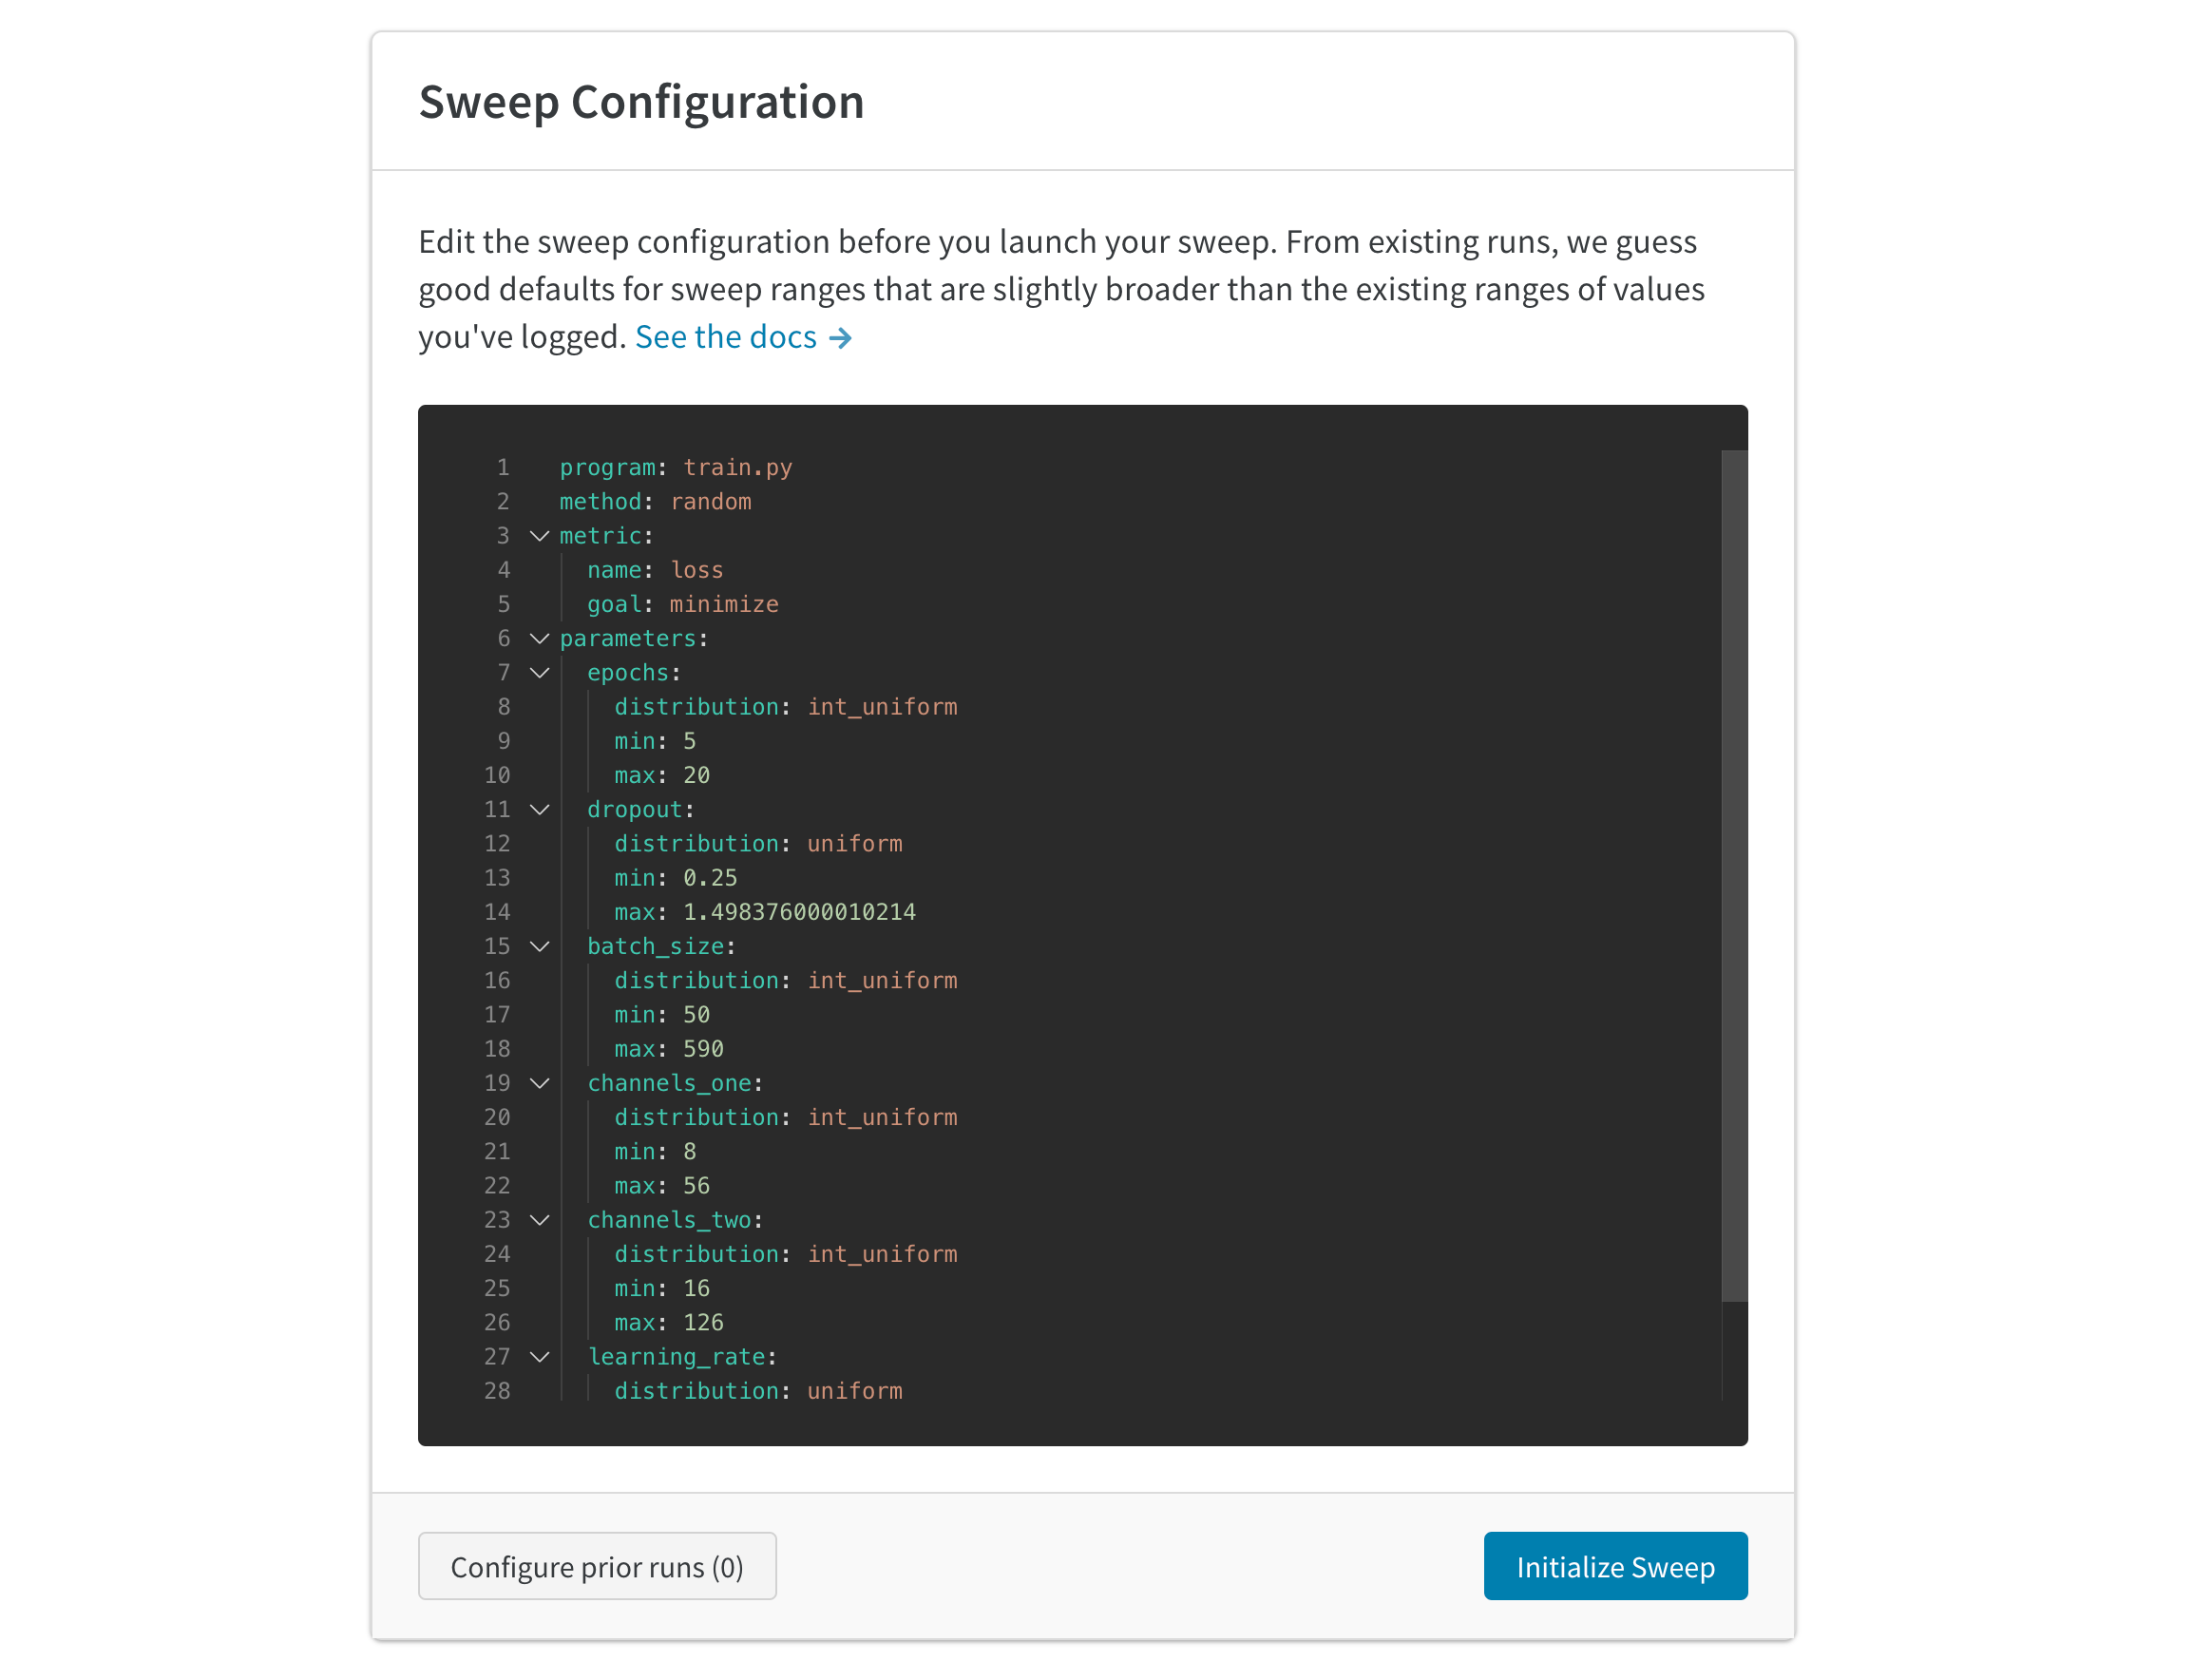 Sweep Configuration
Edit the sweep configuration before you launch your sweep. From existing runs, we guess
good defaults for sweep ranges that are slightly broader than the existing ranges of values
you've logged. See the docs →
1 program: train.py
2 method: random
3 metric:
4 name: loss
5 goal: minimize
6 parameters:
7 epochs:
8 distribution: int_uniform
9 min: 5
10 max: 20
11 dropout:
12 distribution: uniform
13 min: 0.25
14 max: 1.498376000010214
15 batch_size:
16 distribution: int_uniform
17 min: 50
18 max: 590
19 channels_one:
20 distribution: int_uniform
21 min: 8
22 max: 56
23 channels_two:
24 distribution: int_uniform
25 min: 16
26 max: 126
27 learning_rate:
28 distribution: uniform
Configure prior runs (0)
Initialize Sweep